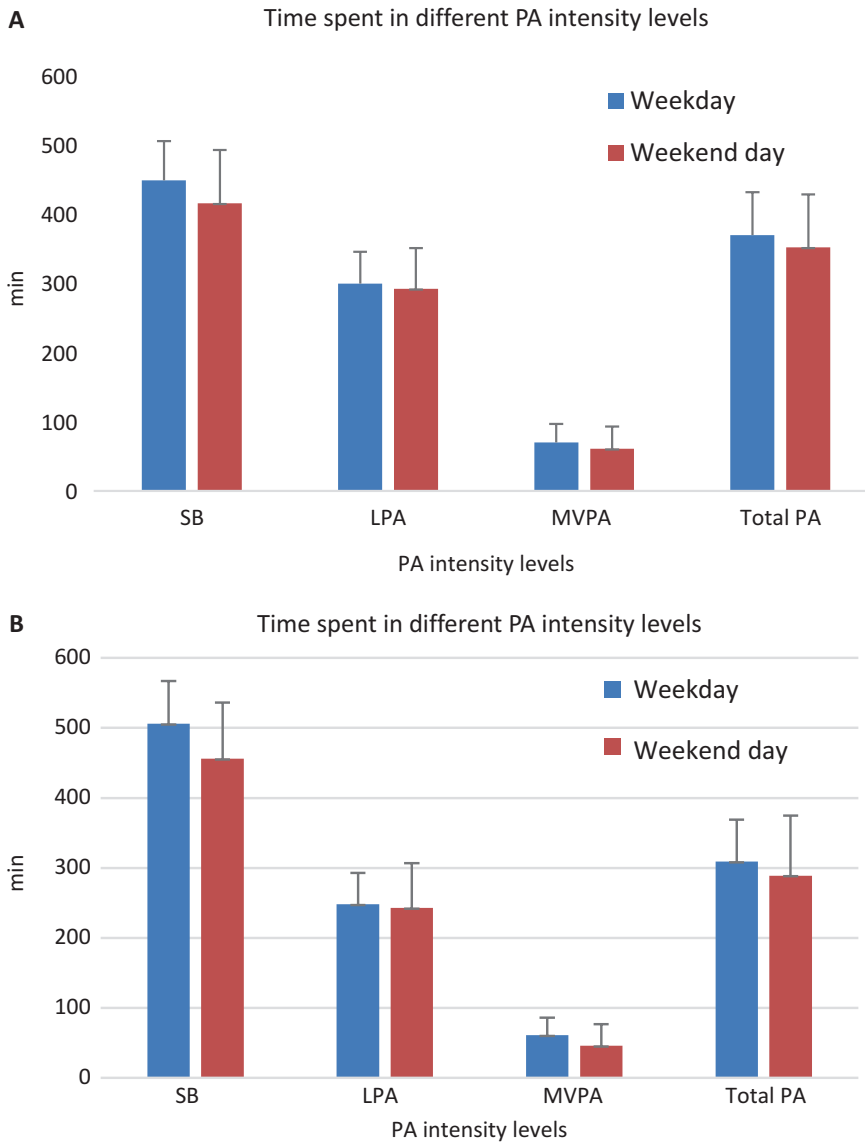 A
Time spent in different PA intensity levels
600
500
400
300
200
100
0
min
Weekday
Weekend day
SB LPA MVPA Total PA
PA intensity levels
B
Time spent in different PA intensity levels
600
500
400
300
200
100
0
min
Weekday
Weekend day
SB LPA MVPA Total PA
PA intensity levels